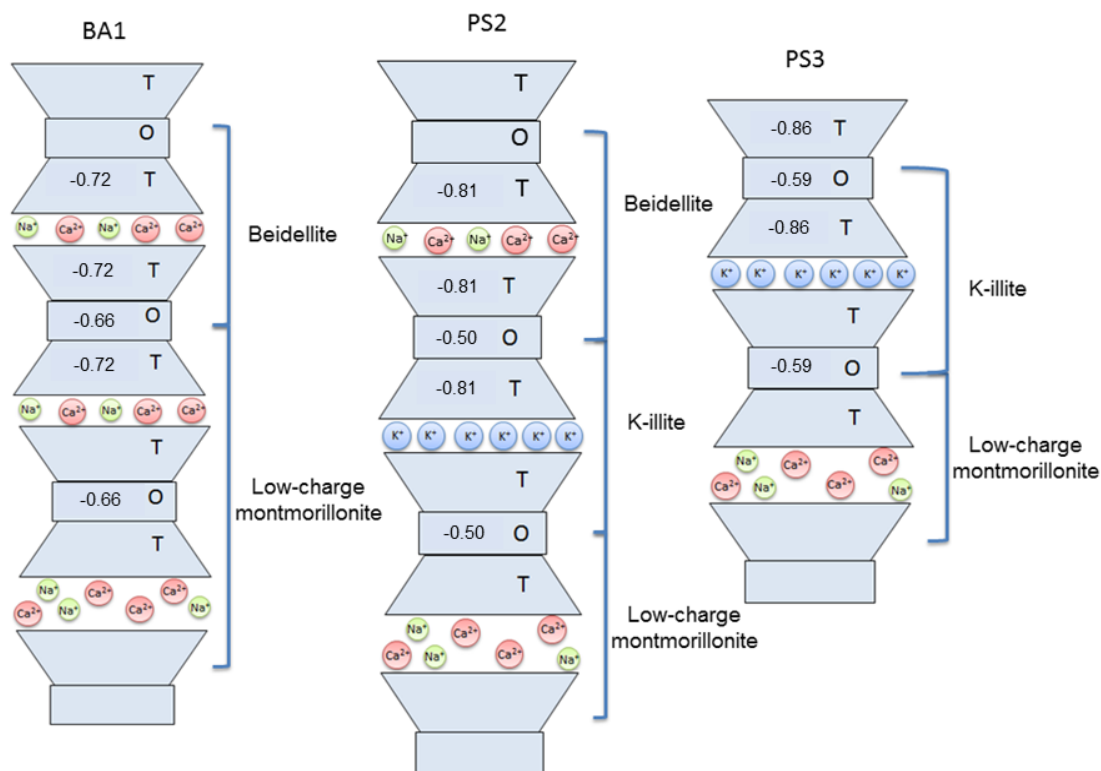 BA1
T
O
-0.72 T
Na⁺ Ca²⁺ Na⁺ Ca²⁺ Ca²⁺
-0.72 T
-0.66 O
-0.72 T
Na⁺ Ca²⁺ Na⁺ Ca²⁺ Ca²⁺
T
-0.66 O
T
Na⁺ Ca²⁺ Ca²⁺
Ca²⁺ Na⁺ Ca²⁺ Na⁺
Beidellite
Low-charge
montmorillonite
PS2
T
O
-0.81 T
Na⁺ Ca²⁺ Na⁺ Ca²⁺ Ca²⁺
-0.81 T
-0.50 O
-0.81 T
K⁺ K⁺ K⁺ K⁺ K⁺ K⁺
T
-0.50 O
T
Na⁺ Ca²⁺ Ca²⁺
Ca²⁺ Na⁺ Ca²⁺ Na⁺
Beidellite
K-illite
Low-charge
montmorillonite
PS3
-0.86 T
-0.59 O
-0.86 T
K⁺ K⁺ K⁺ K⁺ K⁺ K⁺
T
-0.59 O
T
Na⁺ Ca²⁺ Ca²⁺
Ca²⁺ Na⁺ Ca²⁺ Na⁺
K-illite
Low-charge
montmorillonite